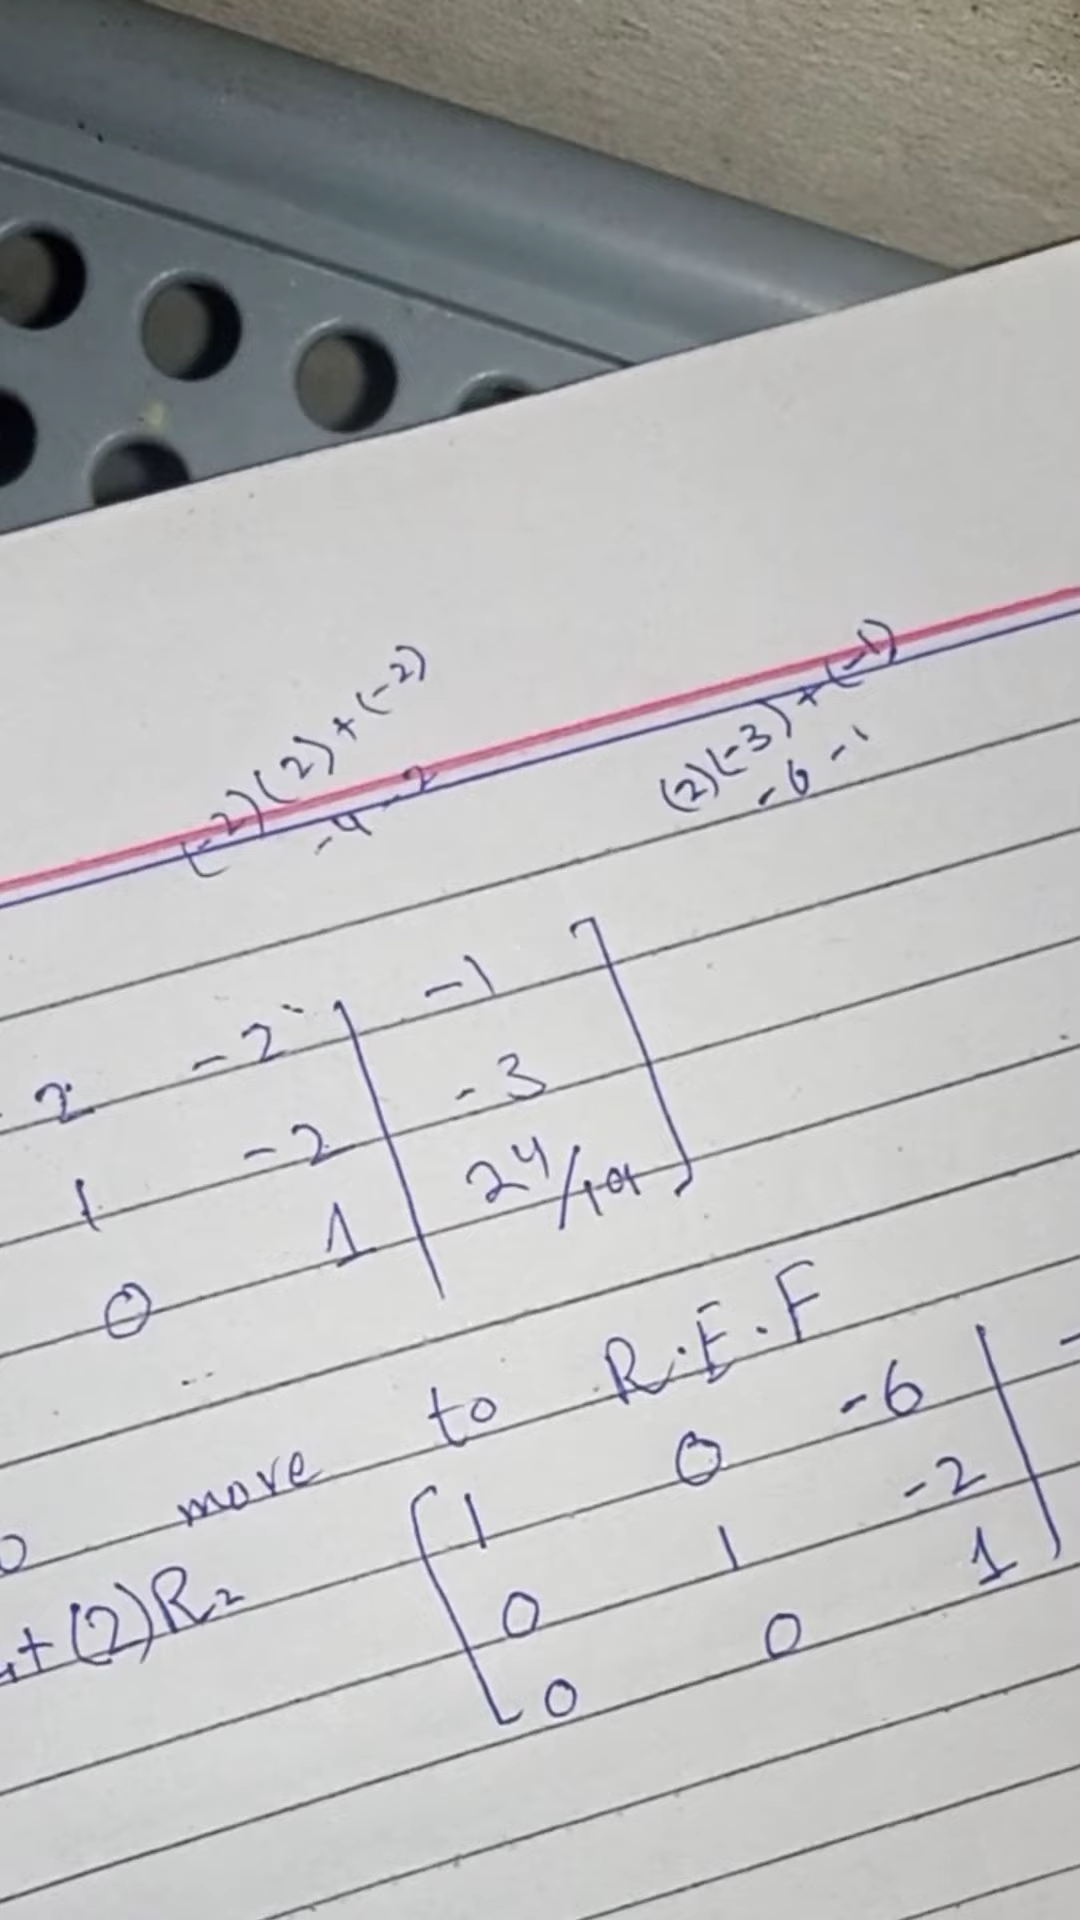 (-2)(2)+(-2)
-4 -2
(2)(-3)+(-1)
-6 -1
-2 -2 -1
1 -2 -3
0 1 24/
move to R.E.F
+(2)R2
1 0 -6
0 1 -2
0 0 1